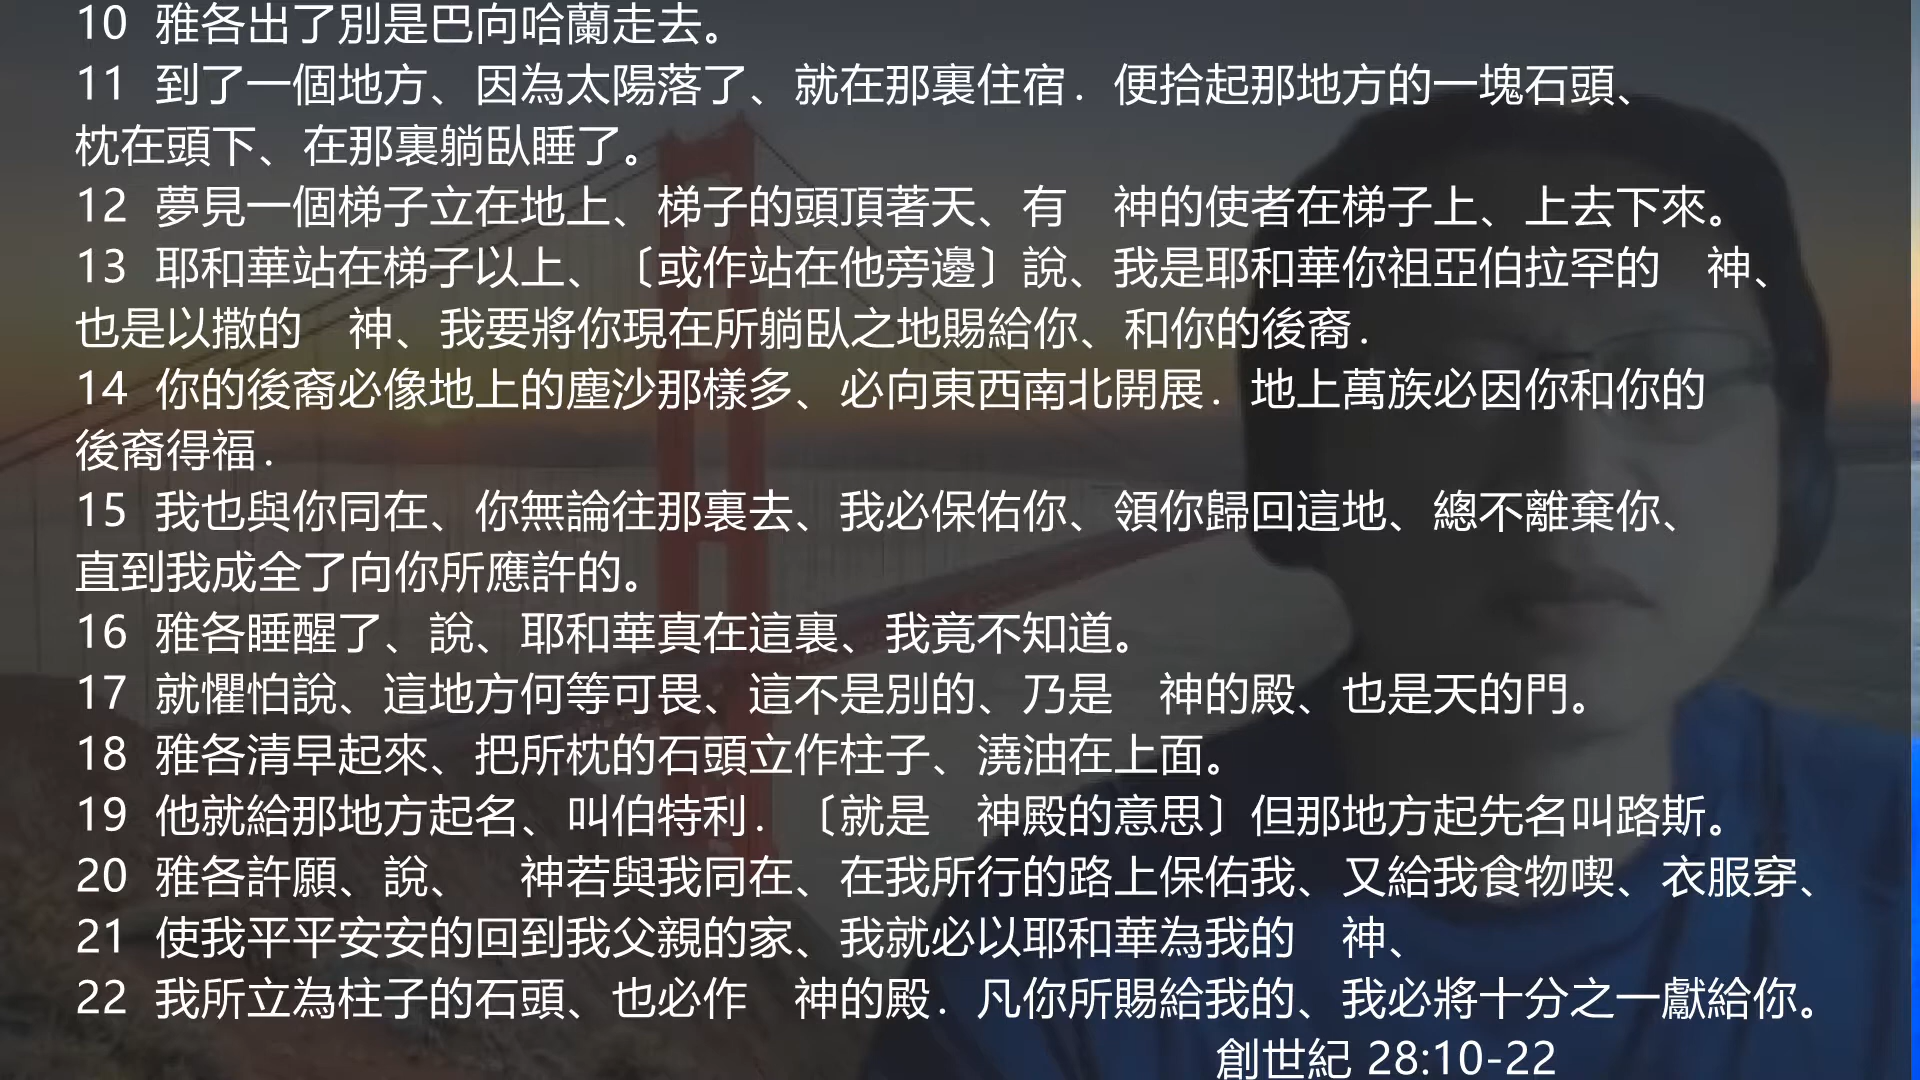 10 雅各出了別是巴向哈蘭走去。
11 到了一個地方、因為太陽落了、就在那裏住宿．便拾起那地方的一塊石頭、
枕在頭下、在那裏躺臥睡了。
12 夢見一個梯子立在地上、梯子的頭頂著天、有　神的使者在梯子上、上去下來。
13 耶和華站在梯子以上、〔或作站在他旁邊〕說、我是耶和華你祖亞伯拉罕的　神、
也是以撒的　神、我要將你現在所躺臥之地賜給你、和你的後裔．
14 你的後裔必像地上的塵沙那樣多、必向東西南北開展．地上萬族必因你和你的
後裔得福．
15 我也與你同在、你無論往那裏去、我必保佑你、領你歸回這地、總不離棄你、
直到我成全了向你所應許的。
16 雅各睡醒了、說、耶和華真在這裏、我竟不知道。
17 就懼怕說、這地方何等可畏、這不是別的、乃是　神的殿、也是天的門。
18 雅各清早起來、把所枕的石頭立作柱子、澆油在上面。
19 他就給那地方起名、叫伯特利．〔就是　神殿的意思〕但那地方起先名叫路斯。
20 雅各許願、說、　神若與我同在、在我所行的路上保佑我、又給我食物喫、衣服穿、
21 使我平平安安的回到我父親的家、我就必以耶和華為我的　神、
22 我所立為柱子的石頭、也必作　神的殿．凡你所賜給我的、我必將十分之一獻給你。
創世紀 28:10-22